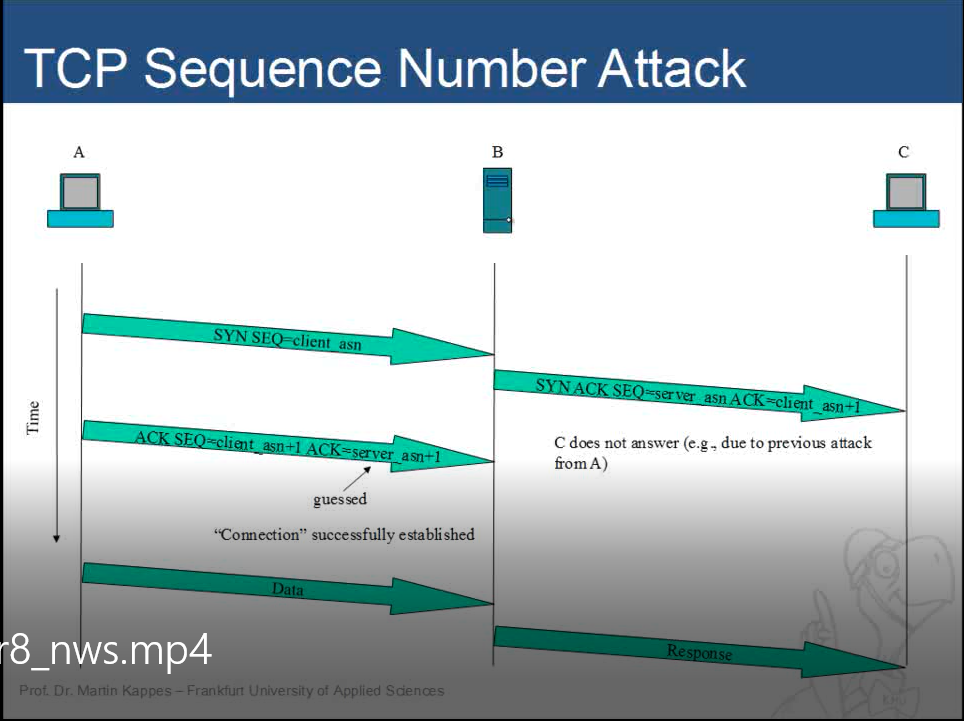 TCP Sequence Number Attack
A
B
C
SYN SEQ=client_asn
SYN ACK SEQ=server_asn ACK=client_asn+1
Time
ACK SEQ=client_asn+1 ACK=server_asn+1
C does not answer (e.g., due to previous attack
from A)
guessed
“Connection” successfully established
Data
r8_nws.mp4
Response
Prof. Dr. Martin Kappes – Frankfurt University of Applied Sciences